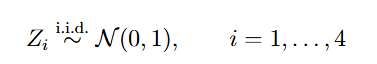 Z_i \overset{\text{i.i.d.}}{\sim} \mathcal{N}(0, 1), \qquad i = 1, \ldots, 4